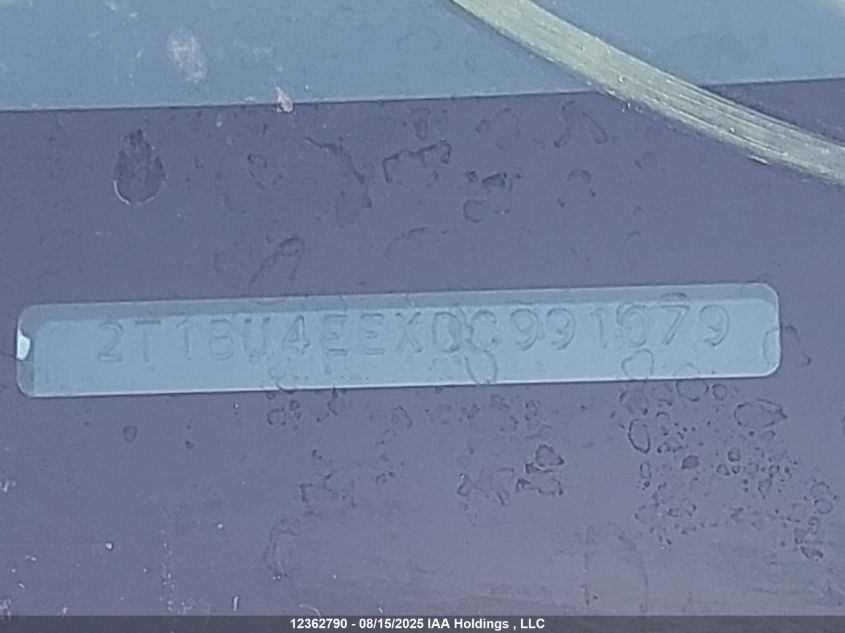 2T1BU4EEXDC991079
12362790 - 08/15/2025 IAA Holdings , LLC